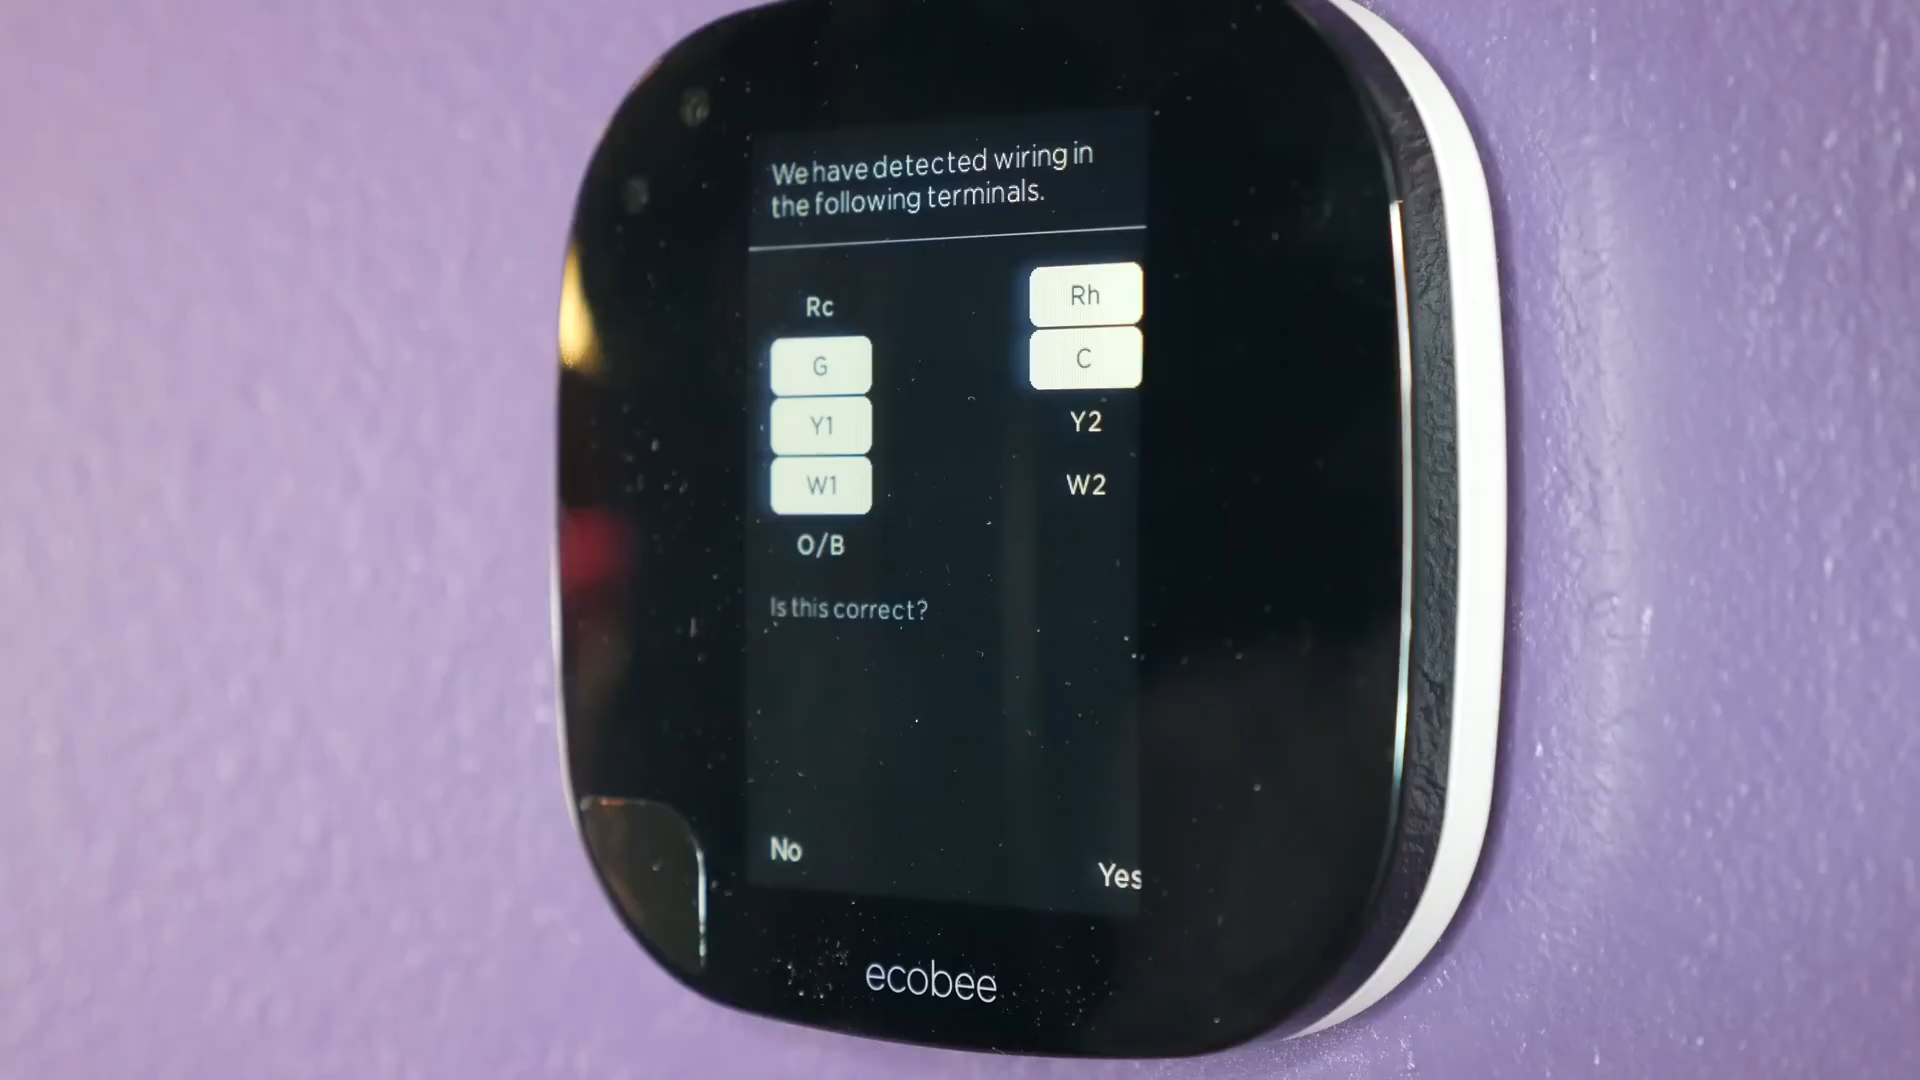 We have detected wiring in
the following terminals.
Rc
G
Y1
W1
O/B
Rh
C
Y2
W2
Is this correct?
No
Yes
ecobee